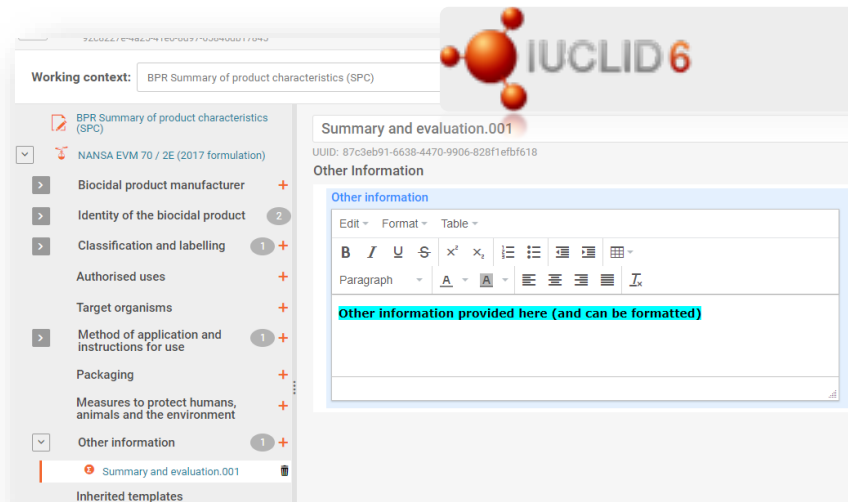 IUCLID 6
Working context: BPR Summary of product characteristics (SPC)
BPR Summary of product characteristics
(SPC)
NANSA EVM 70 / 2E (2017 formulation)
Biocidal product manufacturer +
Identity of the biocidal product 2
Classification and labelling 1 +
Authorised uses +
Target organisms +
Method of application and
instructions for use 1 +
Packaging +
Measures to protect humans,
animals and the environment +
Other information 1 +
Summary and evaluation.001
Inherited templates
Summary and evaluation.001
UUID: 87c3eb91-6638-4470-9906-828f1efbf618
Other Information
Other information
Edit Format Table
B I U S x² x₂
Paragraph A A Tx
Other information provided here (and can be formatted)